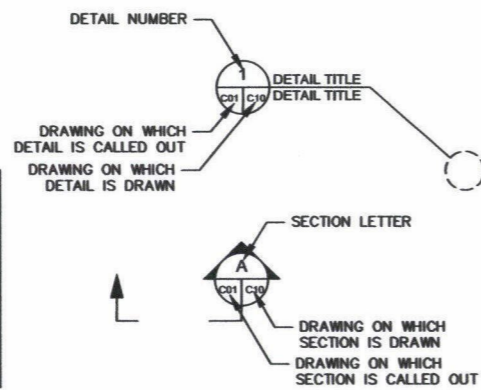 DETAIL NUMBER
1
C01 C10
DETAIL TITLE
DETAIL TITLE
DRAWING ON WHICH
DETAIL IS CALLED OUT
DRAWING ON WHICH
DETAIL IS DRAWN
SECTION LETTER
A
C01 C10
DRAWING ON WHICH
SECTION IS DRAWN
DRAWING ON WHICH
SECTION IS CALLED OUT